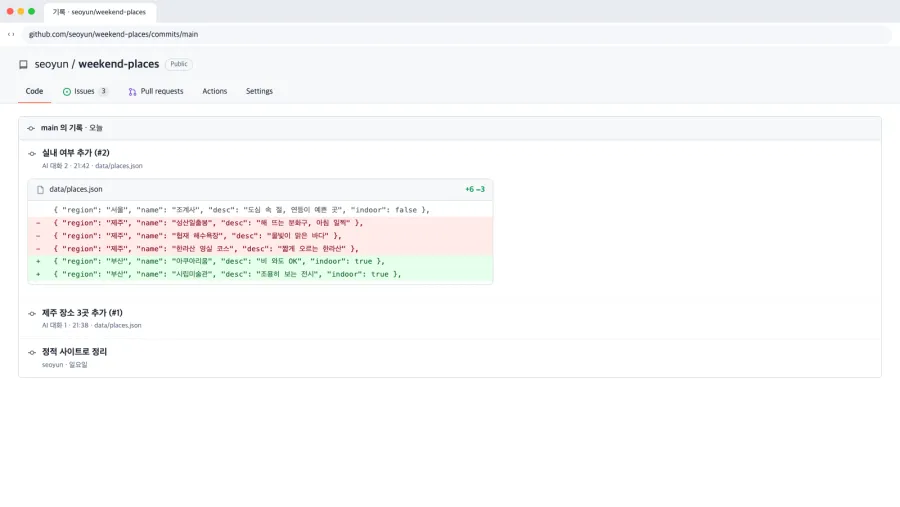 기록 · seoyun/weekend-places
github.com/seoyun/weekend-places/commits/main
seoyun / weekend-places Public
Code Issues 3 Pull requests Actions Settings
main 의 기록 · 오늘
실내 여부 추가 (#2)
AI 대화 2 · 21:42 · data/places.json
data/places.json +6 −3
{ "region": "서울", "name": "조계사", "desc": "도심 속 절, 연등이 예쁜 곳", "indoor": false },
− { "region": "제주", "name": "성산일출봉", "desc": "해 뜨는 분화구, 아침 일찍" },
− { "region": "제주", "name": "협재 해수욕장", "desc": "물빛이 맑은 바다" },
− { "region": "제주", "name": "한라산 영실 코스", "desc": "짧게 오르는 한라산" },
+ { "region": "부산", "name": "아쿠아리움", "desc": "비 와도 OK", "indoor": true },
+ { "region": "부산", "name": "시립미술관", "desc": "조용히 보는 전시", "indoor": true },
제주 장소 3곳 추가 (#1)
AI 대화 1 · 21:38 · data/places.json
정적 사이트로 정리
seoyun · 일요일